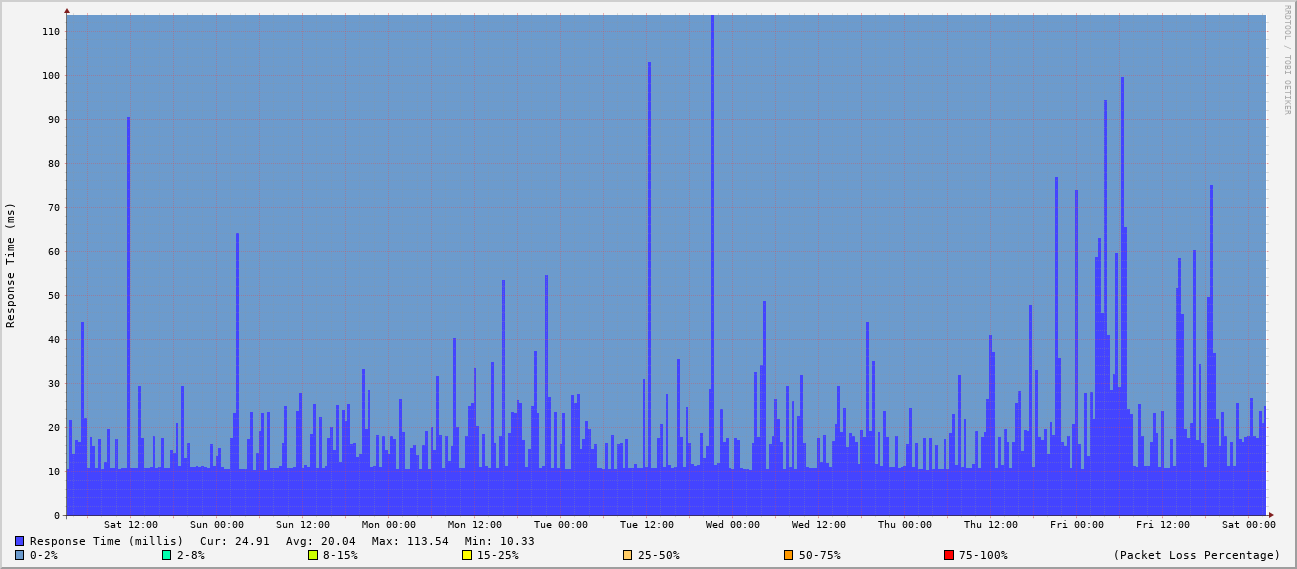 RRDTOOL / TOBI OETIKER
Response Time (ms)
110
100
90
80
70
60
50
40
30
20
10
0
Sat 12:00 Sun 00:00 Sun 12:00 Mon 00:00 Mon 12:00 Tue 00:00 Tue 12:00 Wed 00:00 Wed 12:00 Thu 00:00 Thu 12:00 Fri 00:00 Fri 12:00 Sat 00:00
Response Time (millis) Cur: 24.91 Avg: 20.04 Max: 113.54 Min: 10.33
0-2% 2-8% 8-15% 15-25% 25-50% 50-75% 75-100% (Packet Loss Percentage)